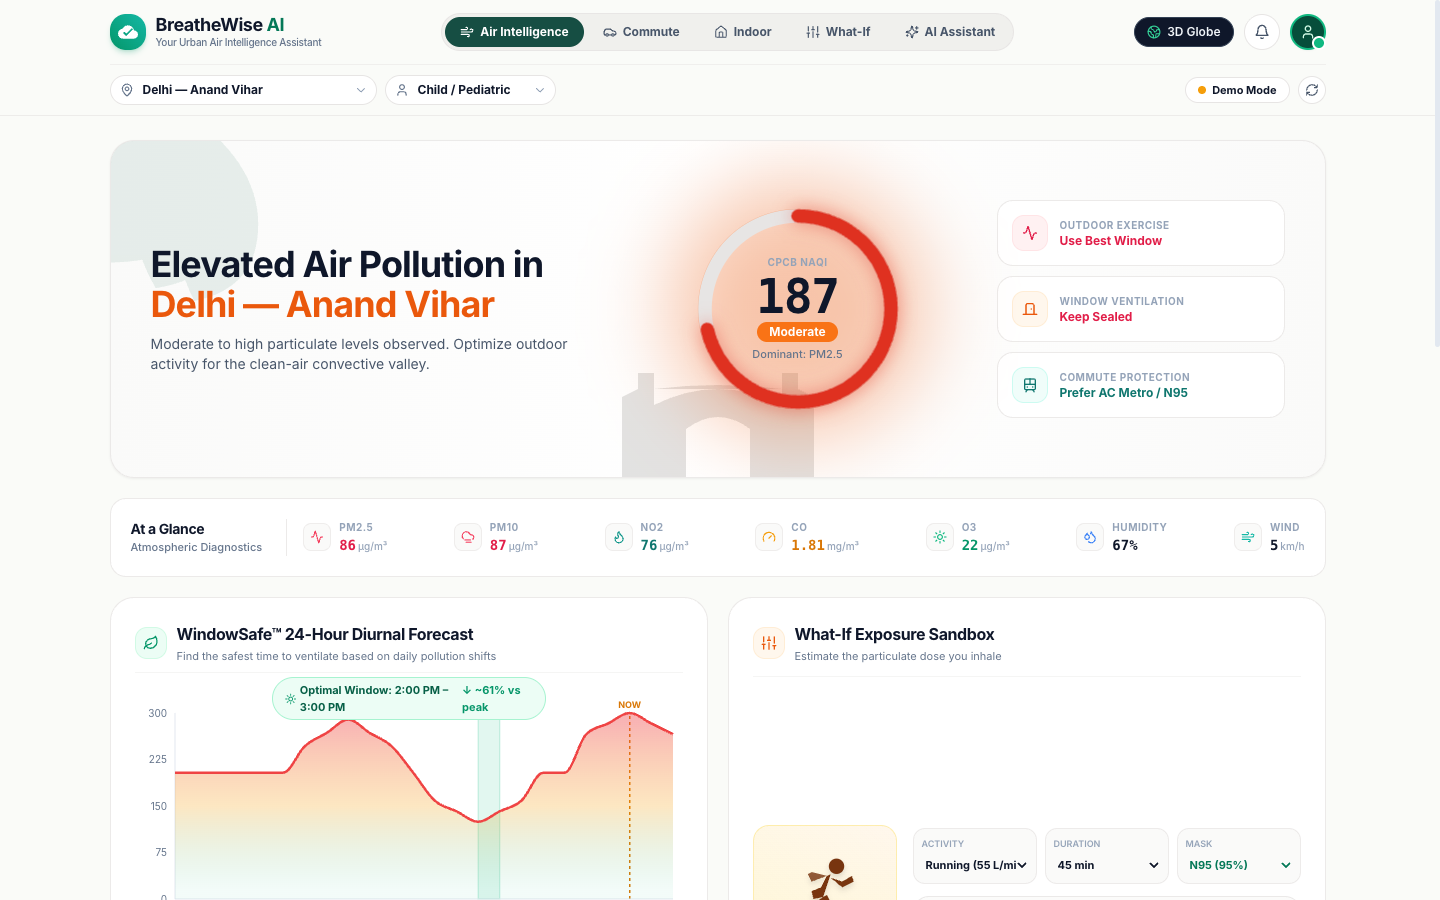 BreatheWise AI
Your Urban Air Intelligence Assistant
Air Intelligence
Commute
Indoor
What-If
AI Assistant
3D Globe
Delhi — Anand Vihar
Child / Pediatric
Demo Mode
Elevated Air Pollution in
Delhi — Anand Vihar
Moderate to high particulate levels observed. Optimize outdoor
activity for the clean-air convective valley.
CPCB NAQI
187
Moderate
Dominant: PM2.5
OUTDOOR EXERCISE
Use Best Window
WINDOW VENTILATION
Keep Sealed
COMMUTE PROTECTION
Prefer AC Metro / N95
At a Glance
Atmospheric Diagnostics
PM2.5
86 µg/m³
PM10
87 µg/m³
NO2
76 µg/m³
CO
1.81 mg/m³
O3
22 µg/m³
HUMIDITY
67%
WIND
5 km/h
WindowSafe™ 24-Hour Diurnal Forecast
Find the safest time to ventilate based on daily pollution shifts
Optimal Window: 2:00 PM –
3:00 PM
↓ ~61% vs
peak
NOW
300
225
150
75
0
What-If Exposure Sandbox
Estimate the particulate dose you inhale
ACTIVITY
Running (55 L/mi
DURATION
45 min
MASK
N95 (95%)